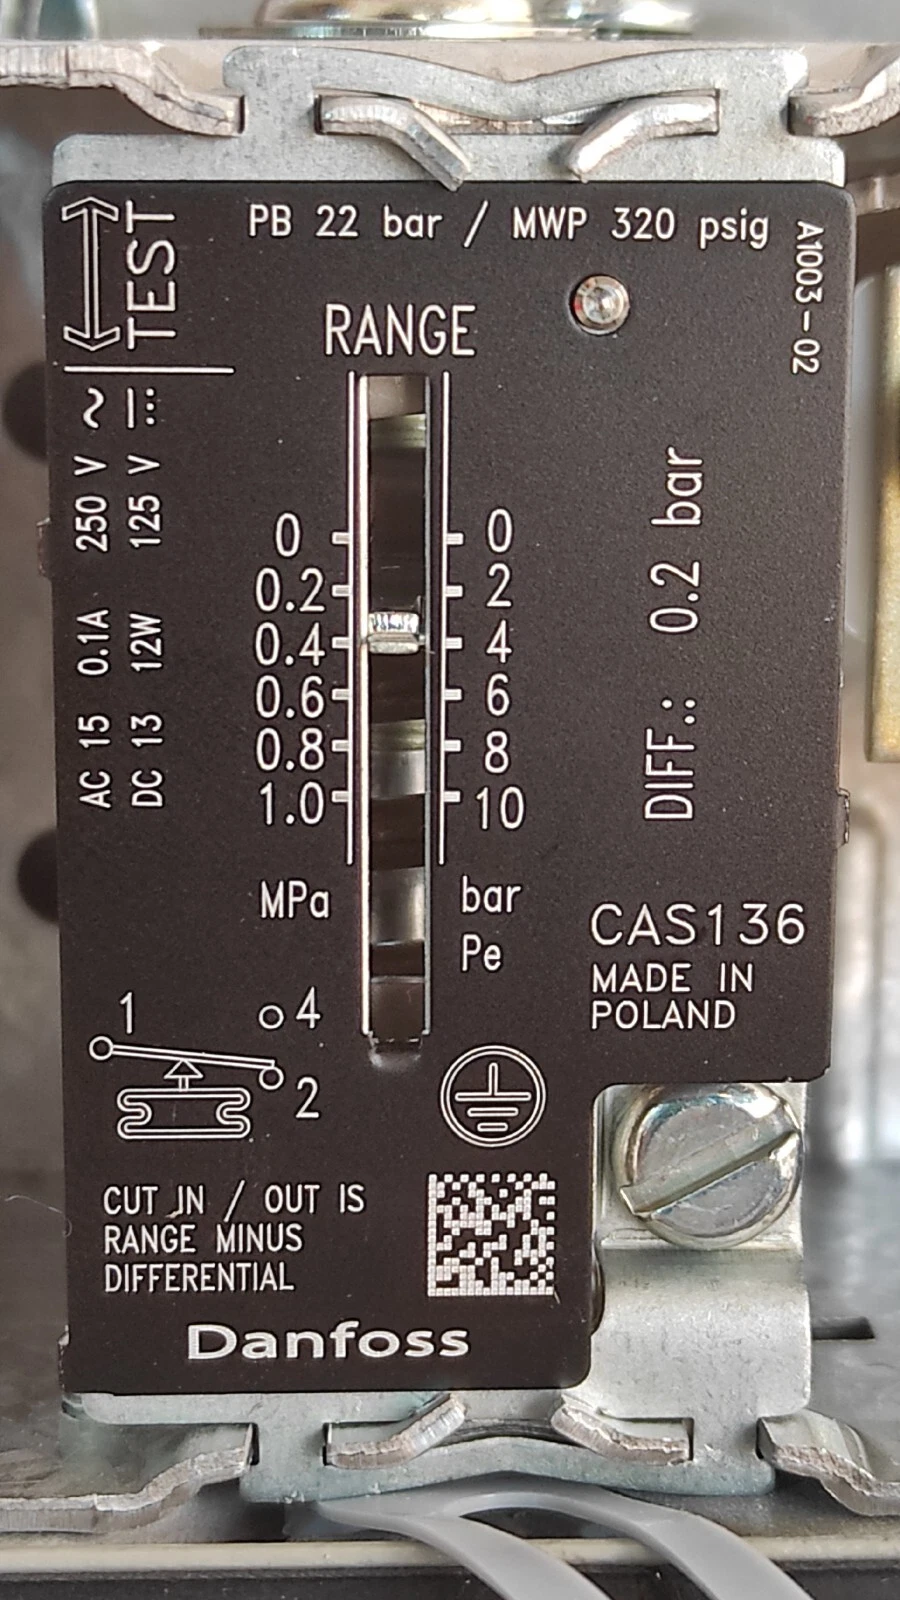 PB 22 bar / MWP 320 psig
A1003-02
TEST
RANGE
250 V ~
125 V ⎓
AC 15 0.1A
DC 13 12W
0 0
0.2 2
0.4 4
0.6 6
0.8 8
1.0 10
MPa bar
Pe
DIFF.: 0.2 bar
CAS136
MADE IN
POLAND
1 4
2
CUT IN / OUT IS
RANGE MINUS
DIFFERENTIAL
Danfoss